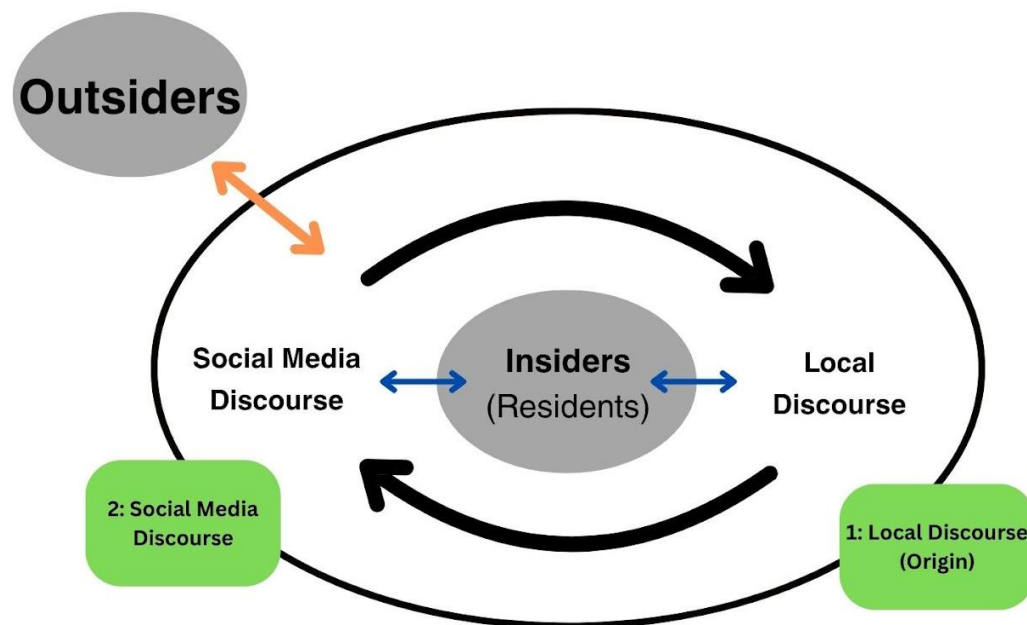 Outsiders
Social Media
Discourse
Insiders
(Residents)
Local
Discourse
2: Social Media
Discourse
1: Local Discourse
(Origin)